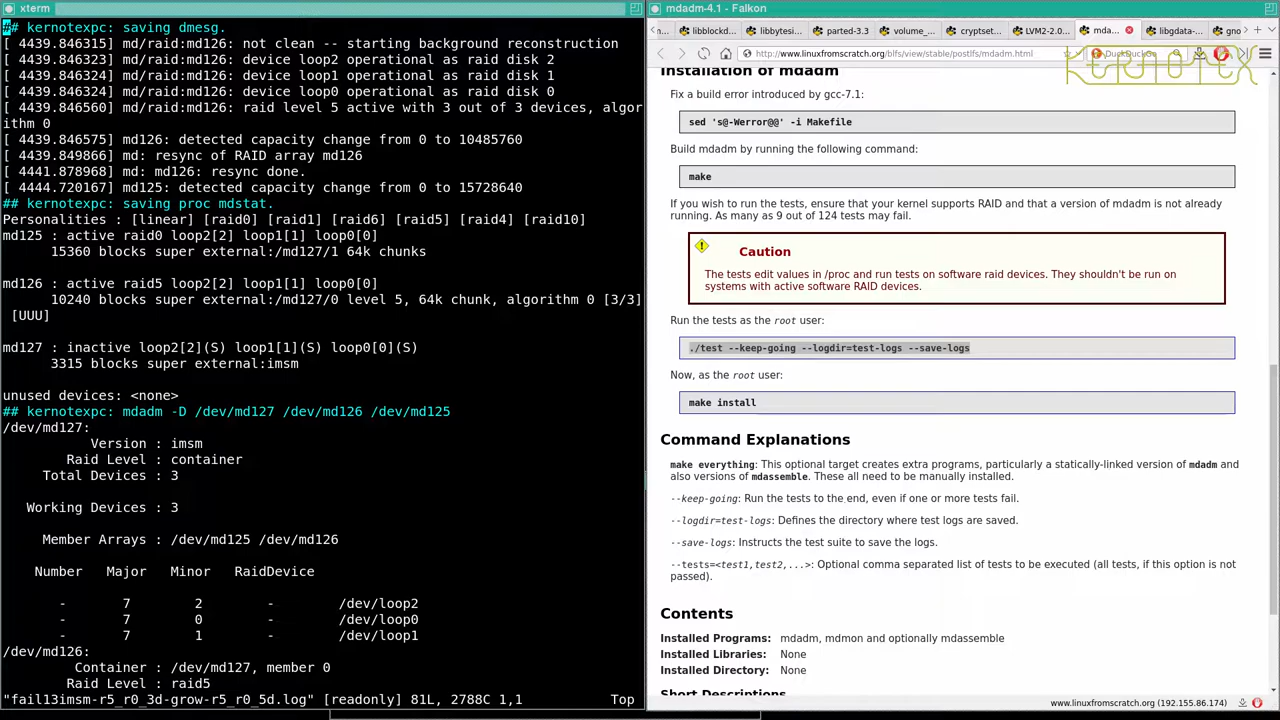 xterm
## kernotexpc: saving dmesg.
[ 4439.846315] md/raid:md126: not clean -- starting background reconstruction
[ 4439.846323] md/raid:md126: device loop2 operational as raid disk 2
[ 4439.846324] md/raid:md126: device loop1 operational as raid disk 1
[ 4439.846324] md/raid:md126: device loop0 operational as raid disk 0
[ 4439.846560] md/raid:md126: raid level 5 active with 3 out of 3 devices, algor
ithm 0
[ 4439.846575] md126: detected capacity change from 0 to 10485760
[ 4439.849866] md: resync of RAID array md126
[ 4441.878968] md: md126: resync done.
[ 4444.720167] md125: detected capacity change from 0 to 15728640
## kernotexpc: saving proc mdstat.
Personalities : [linear] [raid0] [raid1] [raid6] [raid5] [raid4] [raid10]
md125 : active raid0 loop2[2] loop1[1] loop0[0]
15360 blocks super external:/md127/1 64k chunks
md126 : active raid5 loop2[2] loop1[1] loop0[0]
10240 blocks super external:/md127/0 level 5, 64k chunk, algorithm 0 [3/3]
[UUU]
md127 : inactive loop2[2](S) loop1[1](S) loop0[0](S)
3315 blocks super external:imsm
unused devices: <none>
## kernotexpc: mdadm -D /dev/md127 /dev/md126 /dev/md125
/dev/md127:
Version : imsm
Raid Level : container
Total Devices : 3
Working Devices : 3
Member Arrays : /dev/md125 /dev/md126
Number Major Minor RaidDevice
- 7 2 - /dev/loop2
- 7 0 - /dev/loop0
- 7 1 - /dev/loop1
/dev/md126:
Container : /dev/md127, member 0
Raid Level : raid5
"fail13imsm-r5_r0_3d-grow-r5_r0_5d.log" [readonly] 81L, 2788C 1,1 Top
mdadm-4.1 - Falkon
libblockd... libbytesi... parted-3.3 volume_... cryptset... LVM2-2.0... mda... libgdata-... gno
http://www.linuxfromscratch.org/blfs/view/stable/postlfs/mdadm.html DuckDuckGo
KERNOTEX
Installation of mdadm
Fix a build error introduced by gcc-7.1:
sed 's@-Werror@@' -i Makefile
Build mdadm by running the following command:
make
If you wish to run the tests, ensure that your kernel supports RAID and that a version of mdadm is not already
running. As many as 9 out of 124 tests may fail.
Caution
The tests edit values in /proc and run tests on software raid devices. They shouldn't be run on
systems with active software RAID devices.
Run the tests as the root user:
./test --keep-going --logdir=test-logs --save-logs
Now, as the root user:
make install
Command Explanations
make everything: This optional target creates extra programs, particularly a statically-linked version of mdadm and
also versions of mdassemble. These all need to be manually installed.
--keep-going: Run the tests to the end, even if one or more tests fail.
--logdir=test-logs: Defines the directory where test logs are saved.
--save-logs: Instructs the test suite to save the logs.
--tests=<test1,test2,...>: Optional comma separated list of tests to be executed (all tests, if this option is not
passed).
Contents
Installed Programs: mdadm, mdmon and optionally mdassemble
Installed Libraries: None
Installed Directory: None
Short Descriptions
www.linuxfromscratch.org (192.155.86.174)